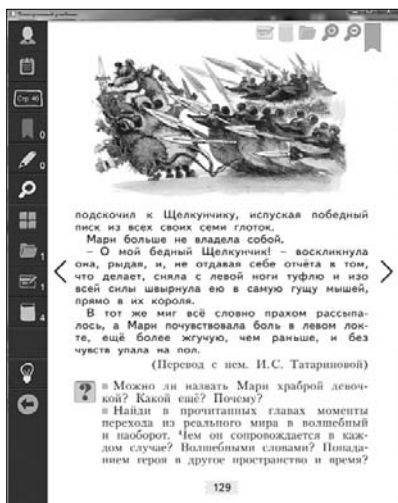 Стр. 46
0
0
1
1
4
подскочил к Щелкунчику, испуская победный
писк из всех своих семи глоток.
Мари больше не владела собой.
– О мой бедный Щелкунчик! – воскликнула
она, рыдая, и, не отдавая себе отчёта в том,
что делает, сняла с левой ноги туфлю и изо
всей силы швырнула ею в самую гущу мышей,
прямо в их короля.
В тот же миг всё словно прахом рассыпа-
лось, а Мари почувствовала боль в левом лок-
те, ещё более жгучую, чем раньше, и без
чувств упала на пол.
(Перевод с нем. И.С. Татариновой)
?
Можно ли назвать Мари храброй девоч-
кой? Какой ещё? Почему?
Найди в прочитанных главах моменты
перехода из реального мира в волшебный
и наоборот. Чем он сопровождается в каж-
дом случае? Волшебными словами? Попада-
нием героя в другое пространство и время?
129